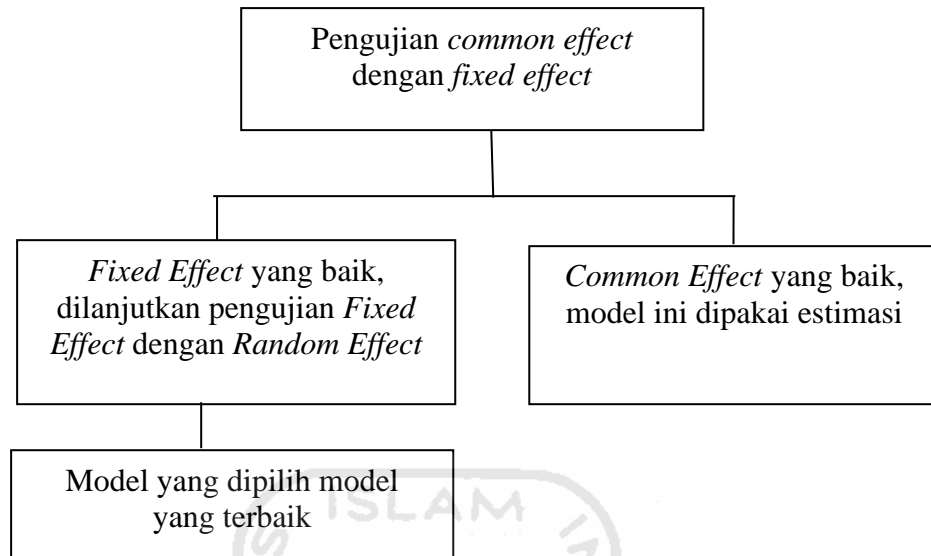 Pengujian common effect
dengan fixed effect
Fixed Effect yang baik,
dilanjutkan pengujian Fixed
Effect dengan Random Effect
Common Effect yang baik,
model ini dipakai estimasi
Model yang dipilih model
yang terbaik
ISLAM